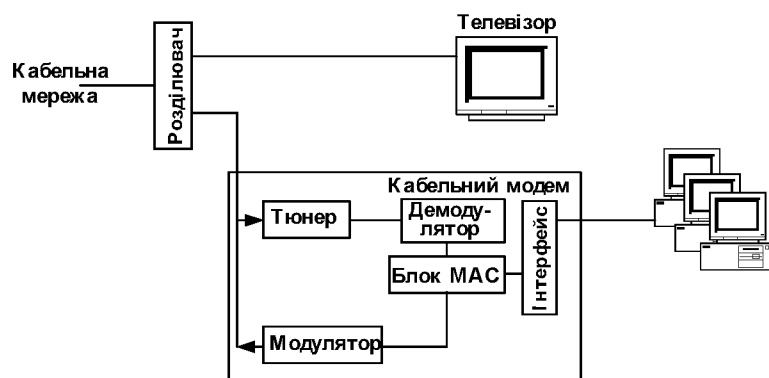 Телевізор
Кабельна
мережа
Розділювач
Кабельний модем
Тюнер
Демоду-
лятор
Інтерфейс
Блок МАС
Модулятор